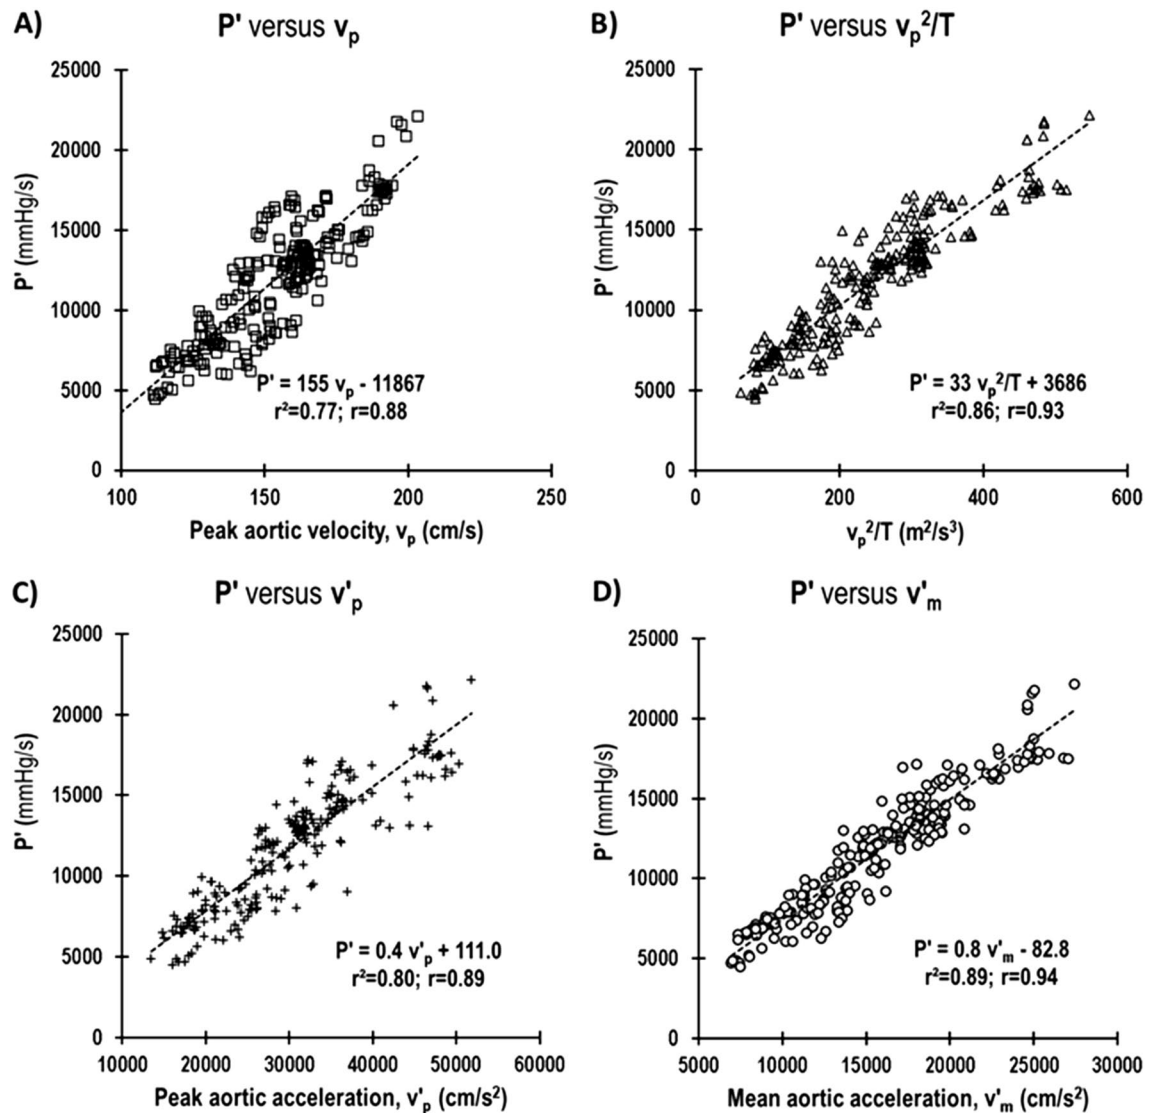 A)
P' versus vₚ
25000
20000
15000
10000
5000
0
P' (mmHg/s)
P' = 155 vₚ - 11867
r²=0.77; r=0.88
100 150 200 250
Peak aortic velocity, vₚ (cm/s)
B)
P' versus vₚ²/T
25000
20000
15000
10000
5000
0
P' (mmHg/s)
P' = 33 vₚ²/T + 3686
r²=0.86; r=0.93
0 200 400 600
vₚ²/T (m²/s³)
C)
P' versus v'ₚ
25000
20000
15000
10000
5000
0
P' (mmHg/s)
P' = 0.4 v'ₚ + 111.0
r²=0.80; r=0.89
10000 20000 30000 40000 50000 60000
Peak aortic acceleration, v'ₚ (cm/s²)
D)
P' versus v'ₘ
25000
20000
15000
10000
5000
0
P' (mmHg/s)
P' = 0.8 v'ₘ - 82.8
r²=0.89; r=0.94
5000 10000 15000 20000 25000 30000
Mean aortic acceleration, v'ₘ (cm/s²)